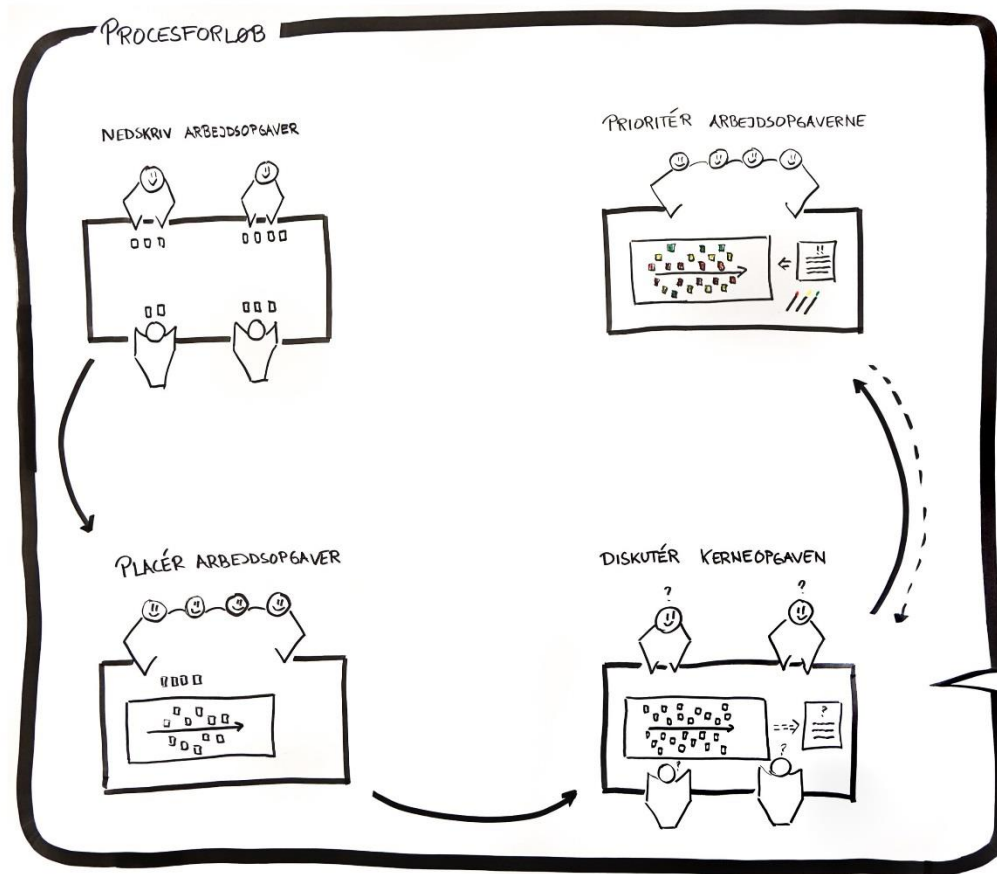 PROCESFORLØB
NEDSKRIV ARBEJDSOPGAVER
PRIORITÉR ARBEJDSOPGAVERNE
!!
PLACÉR ARBEJDSOPGAVER
DISKUTÉR KERNEOPGAVEN
? ?
?
? ?